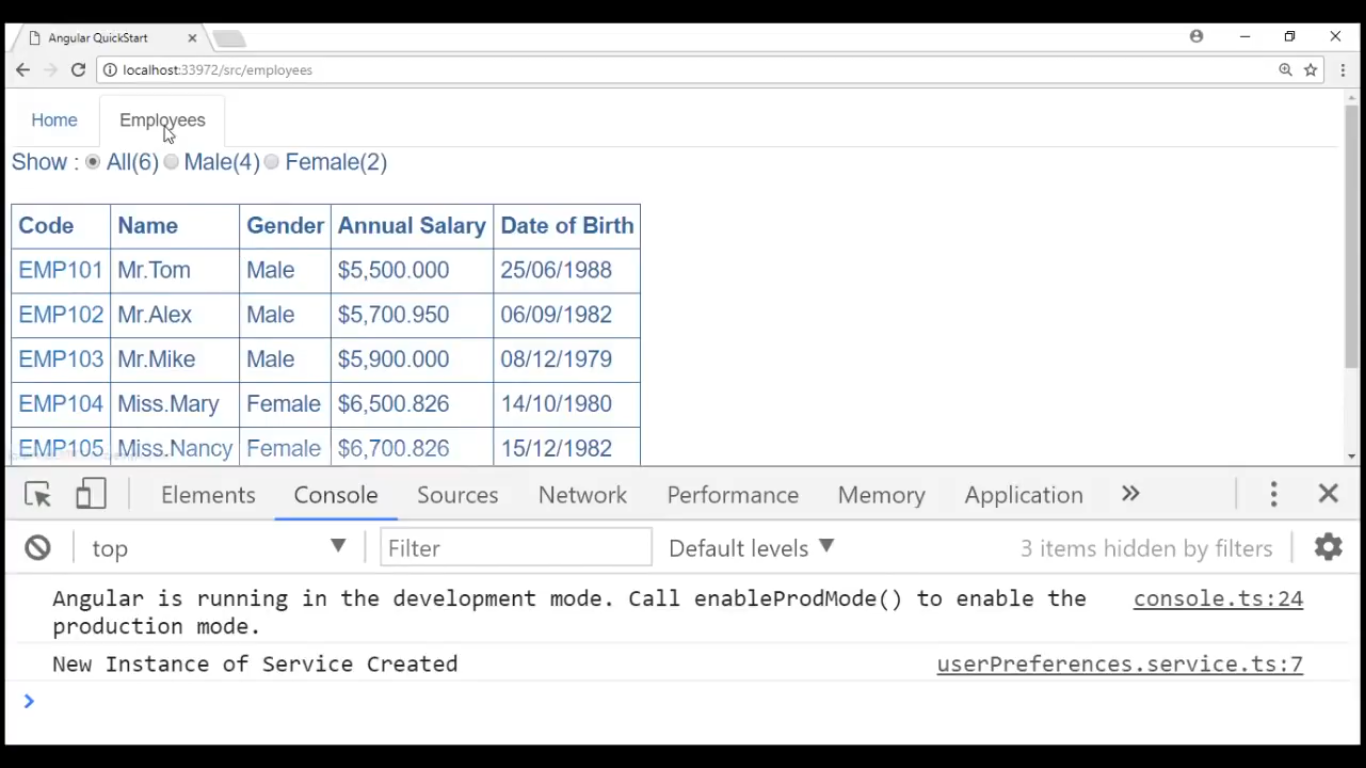 Angular QuickStart
localhost:33972/src/employees
Home Employees
Show : All(6) Male(4) Female(2)
Code Name Gender Annual Salary Date of Birth
EMP101 Mr.Tom Male $5,500.000 25/06/1988
EMP102 Mr.Alex Male $5,700.950 06/09/1982
EMP103 Mr.Mike Male $5,900.000 08/12/1979
EMP104 Miss.Mary Female $6,500.826 14/10/1980
EMP105 Miss.Nancy Female $6,700.826 15/12/1982
Elements Console Sources Network Performance Memory Application
top Filter Default levels 3 items hidden by filters
Angular is running in the development mode. Call enableProdMode() to enable the console.ts:24
production mode.
New Instance of Service Created userPreferences.service.ts:7